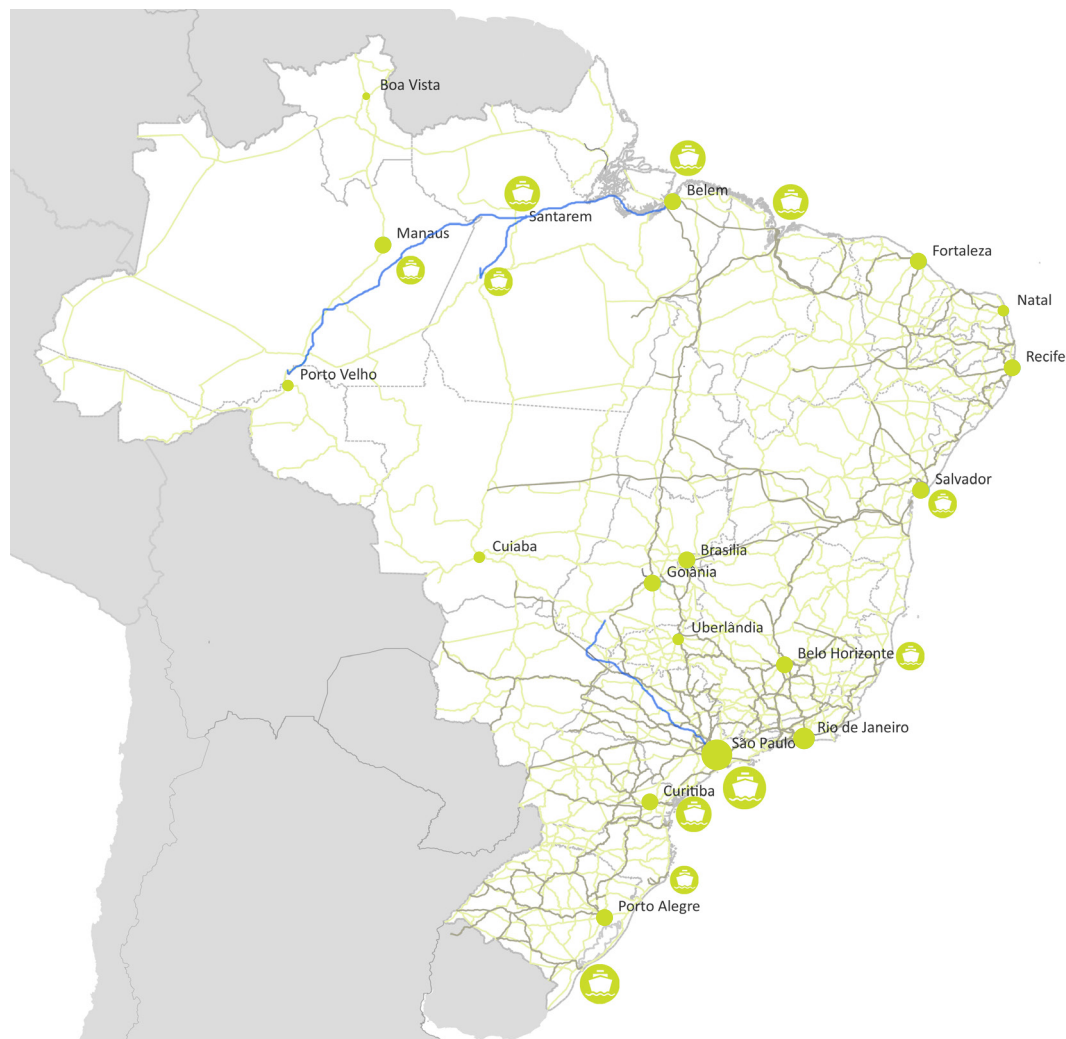 Boa Vista
Belem
Santarem
Manaus
Fortaleza
Natal
Recife
Porto Velho
Salvador
Cuiaba
Brasilia
Goiânia
Uberlândia
Belo Horizonte
Rio de Janeiro
São Paulo
Curitiba
Porto Alegre